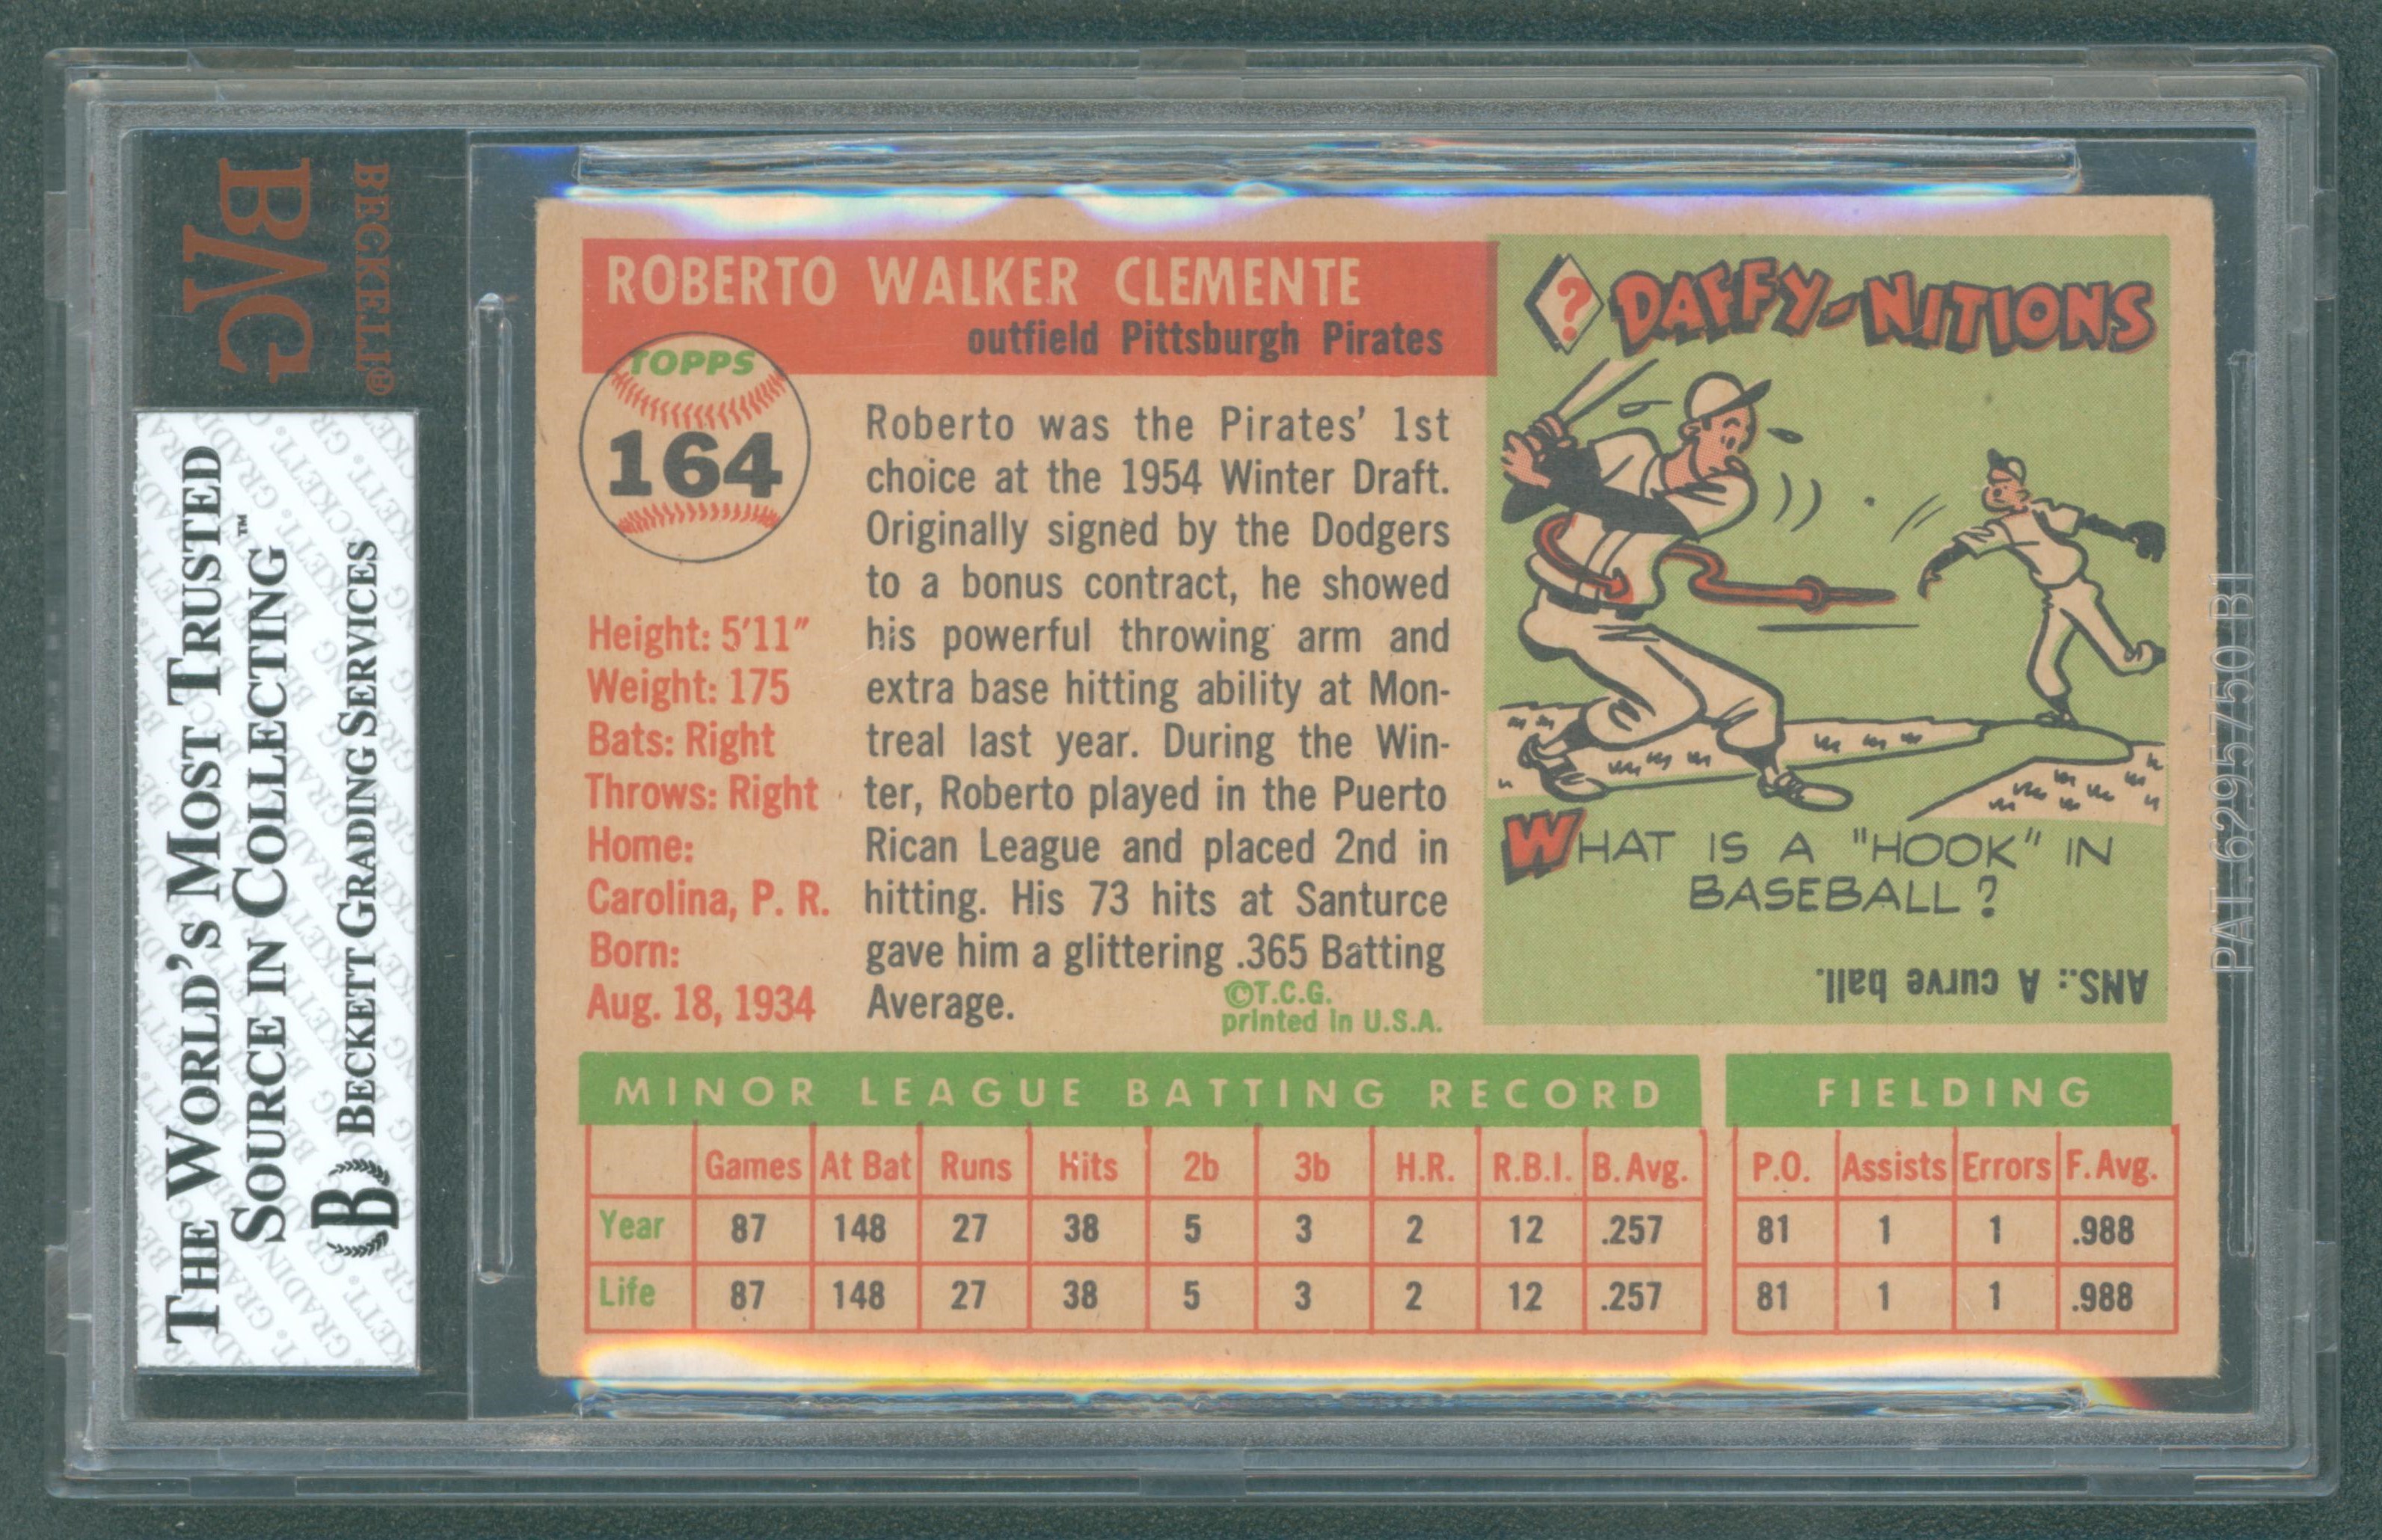 BECKETT®
BVG
THE WORLD'S MOST TRUSTED
SOURCE IN COLLECTING™
B BECKETT GRADING SERVICES
ROBERTO WALKER CLEMENTE
outfield Pittsburgh Pirates
TOPPS
164
Height: 5'11"
Weight: 175
Bats: Right
Throws: Right
Home:
Carolina, P. R.
Born:
Aug. 18, 1934
Roberto was the Pirates' 1st
choice at the 1954 Winter Draft.
Originally signed by the Dodgers
to a bonus contract, he showed
his powerful throwing arm and
extra base hitting ability at Mon-
treal last year. During the Win-
ter, Roberto played in the Puerto
Rican League and placed 2nd in
hitting. His 73 hits at Santurce
gave him a glittering .365 Batting
Average.
©T.C.G.
printed in U.S.A.
? DAFFY-NITIONS
WHAT IS A "HOOK" IN
BASEBALL?
ANS.: A curve ball.
MINOR LEAGUE BATTING RECORD
Games At Bat Runs Hits 2b 3b H.R. R.B.I. B. Avg.
Year 87 148 27 38 5 3 2 12 .257
Life 87 148 27 38 5 3 2 12 .257
FIELDING
P.O. Assists Errors F. Avg.
81 1 1 .988
81 1 1 .988
PAT. 6295750 B1